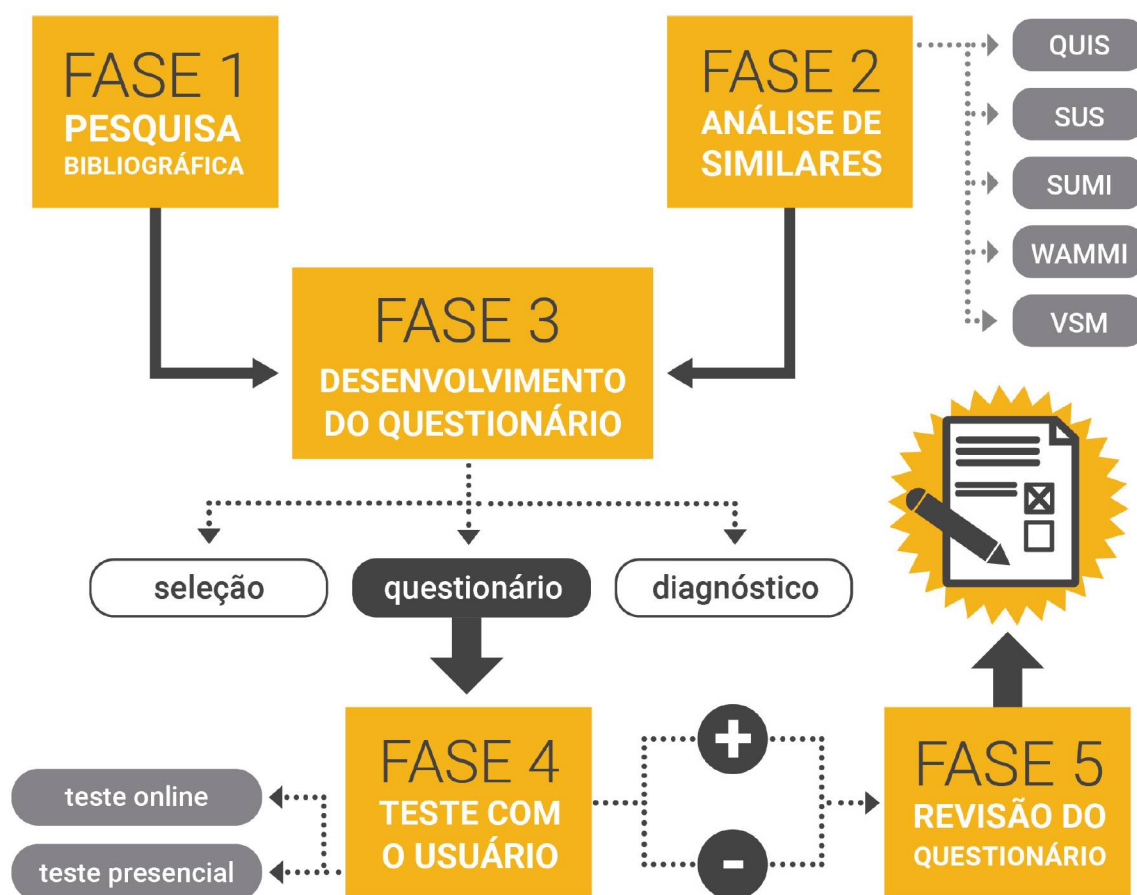 FASE 1
PESQUISA
BIBLIOGRÁFICA
FASE 2
ANÁLISE DE
SIMILARES
QUIS
SUS
SUMI
WAMMI
VSM
FASE 3
DESENVOLVIMENTO
DO QUESTIONÁRIO
seleção
questionário
diagnóstico
FASE 4
TESTE COM
O USUÁRIO
teste online
teste presencial
+
-
FASE 5
REVISÃO DO
QUESTIONÁRIO